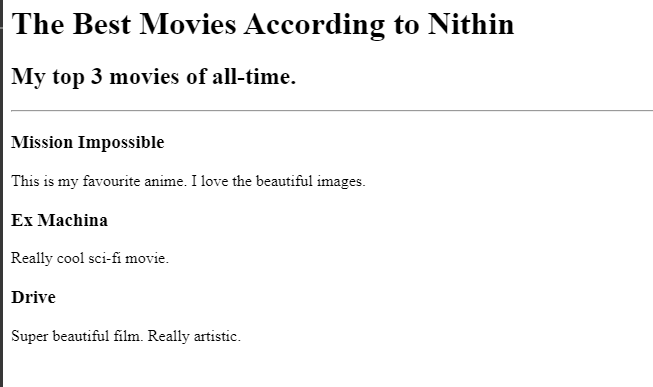 The Best Movies According to Nithin
My top 3 movies of all-time.
Mission Impossible
This is my favourite anime. I love the beautiful images.
Ex Machina
Really cool sci-fi movie.
Drive
Super beautiful film. Really artistic.